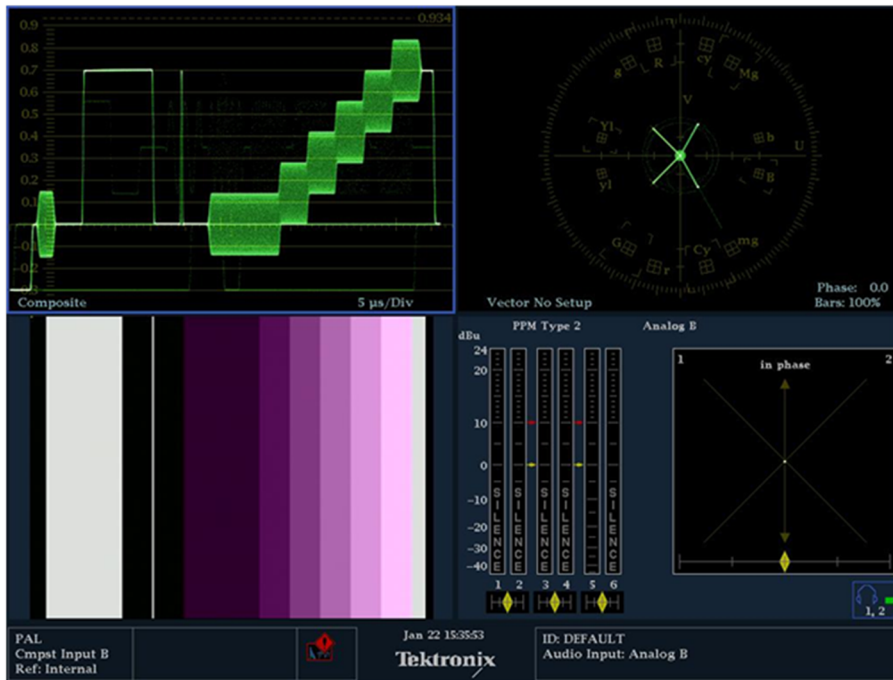 0.9
0.934
0.8
0.7
0.6
0.5
0.4
0.3
0.2
0.1
0
-0.1
Composite
5 µs/Div
g
R
cy
Mg
V
Yl
b
U
yl
B
G
r
Cy
mg
Phase: 0.0
Vector No Setup
Bars: 100%
PPM Type 2
Analog B
dBu
24
20
10
0
-10
-20
-30
-40
SILENCE
SILENCE
SILENCE
SILENCE
SILENCE
1 2 3 4 5 6
1
2
in phase
1, 2
PAL
Cmpst Input B
Ref: Internal
Jan 22 15:35:53
Tektronix
ID: DEFAULT
Audio Input: Analog B